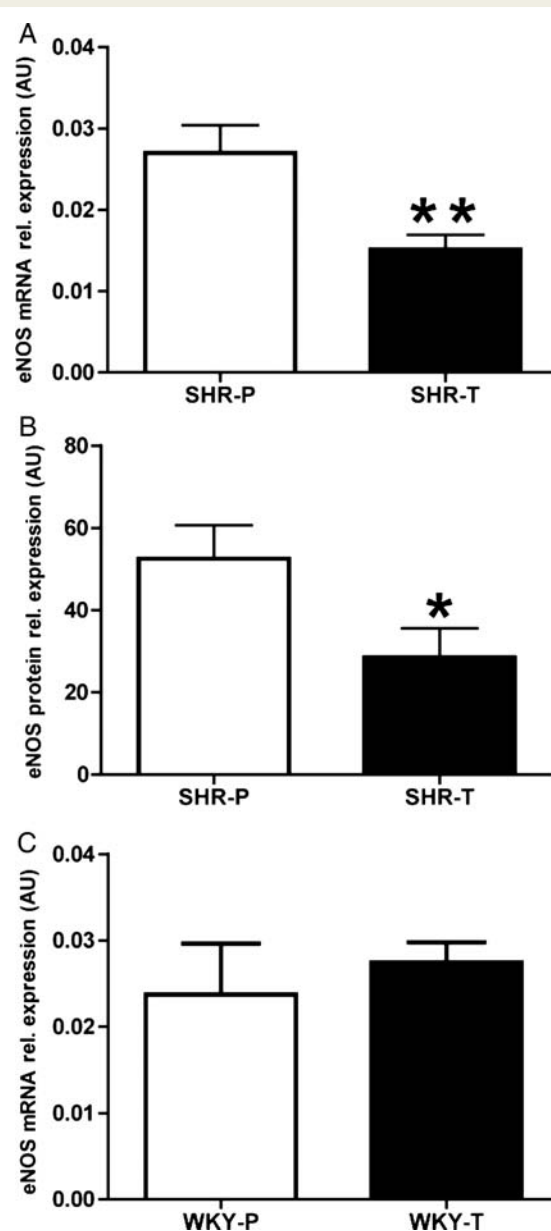 A
eNOS mRNA rel. expression (AU)
0.04
0.03
0.02
0.01
0.00
**
SHR-P SHR-T
B
eNOS protein rel. expression (AU)
80
60
40
20
0
*
SHR-P SHR-T
C
eNOS mRNA rel. expression (AU)
0.04
0.03
0.02
0.01
0.00
WKY-P WKY-T